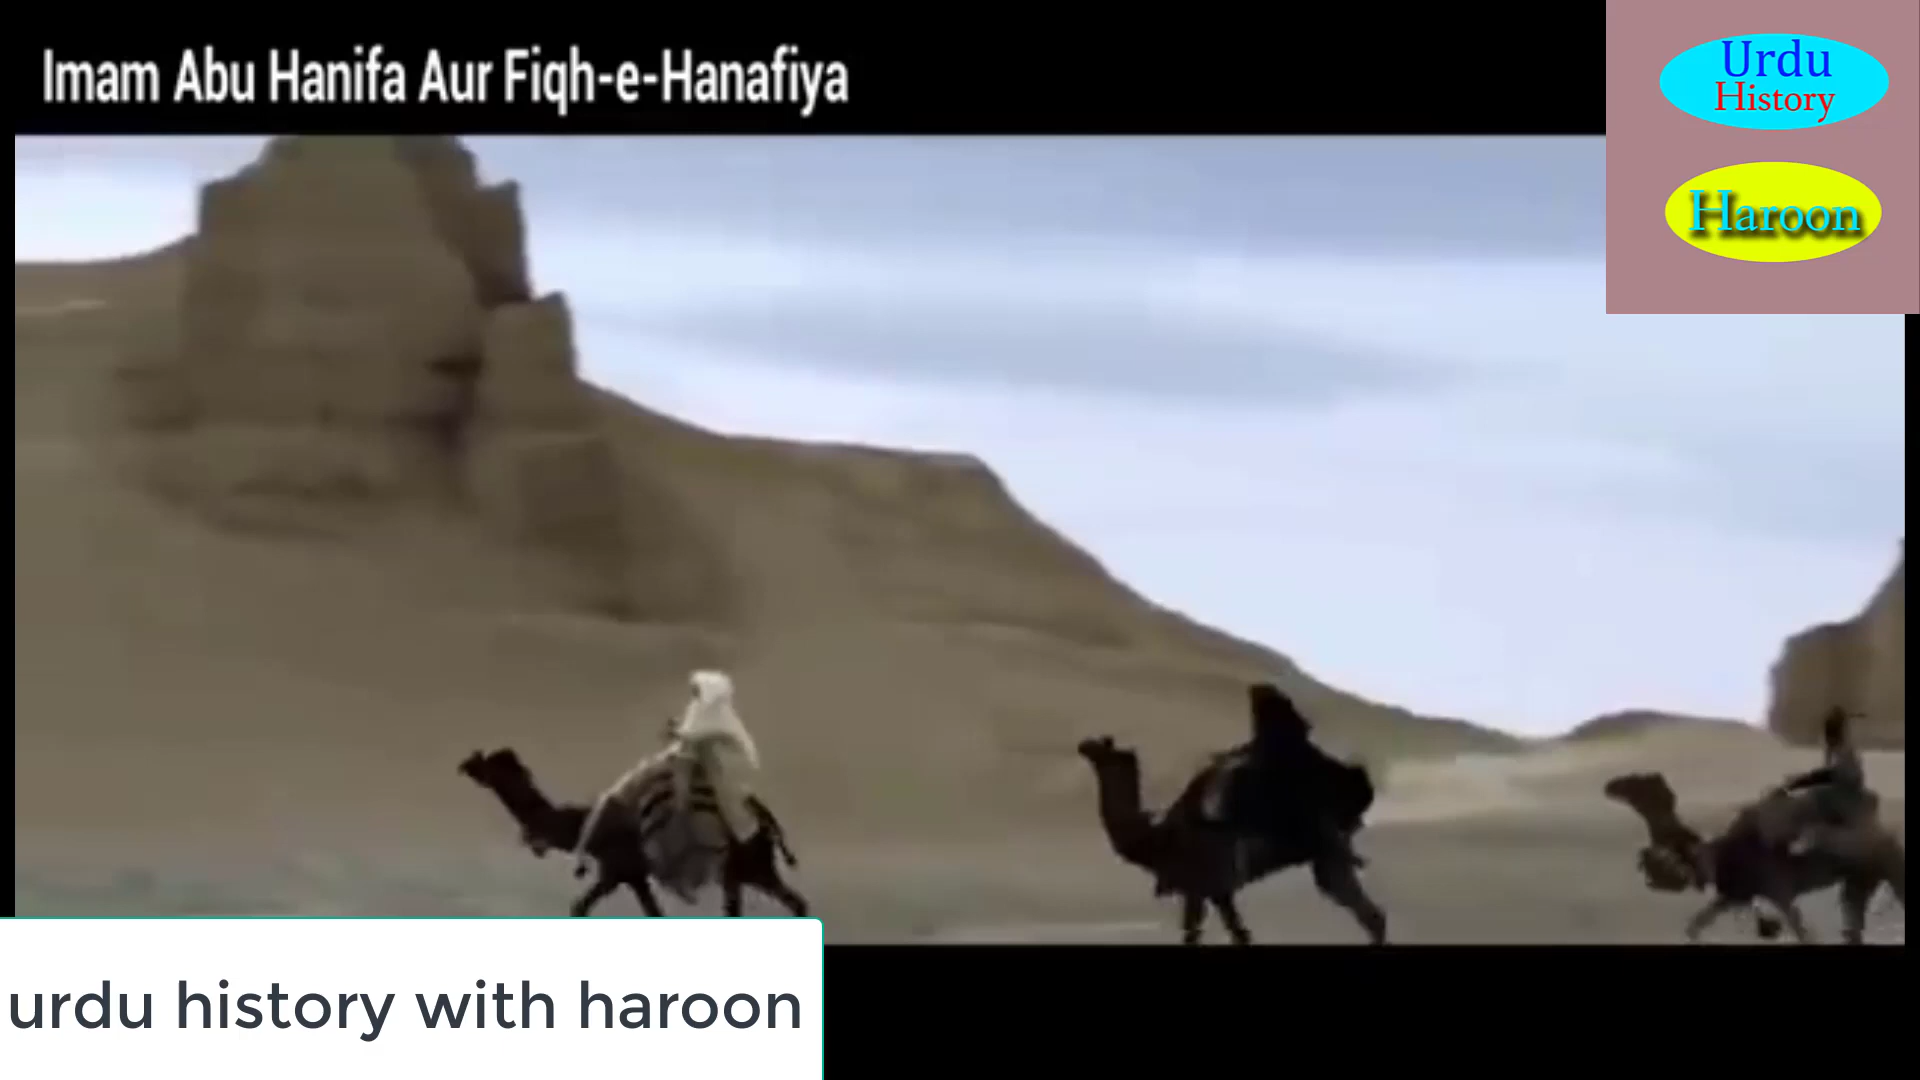 Imam Abu Hanifa Aur Fiqh-e-Hanafiya
Urdu
History
Haroon
urdu history with haroon